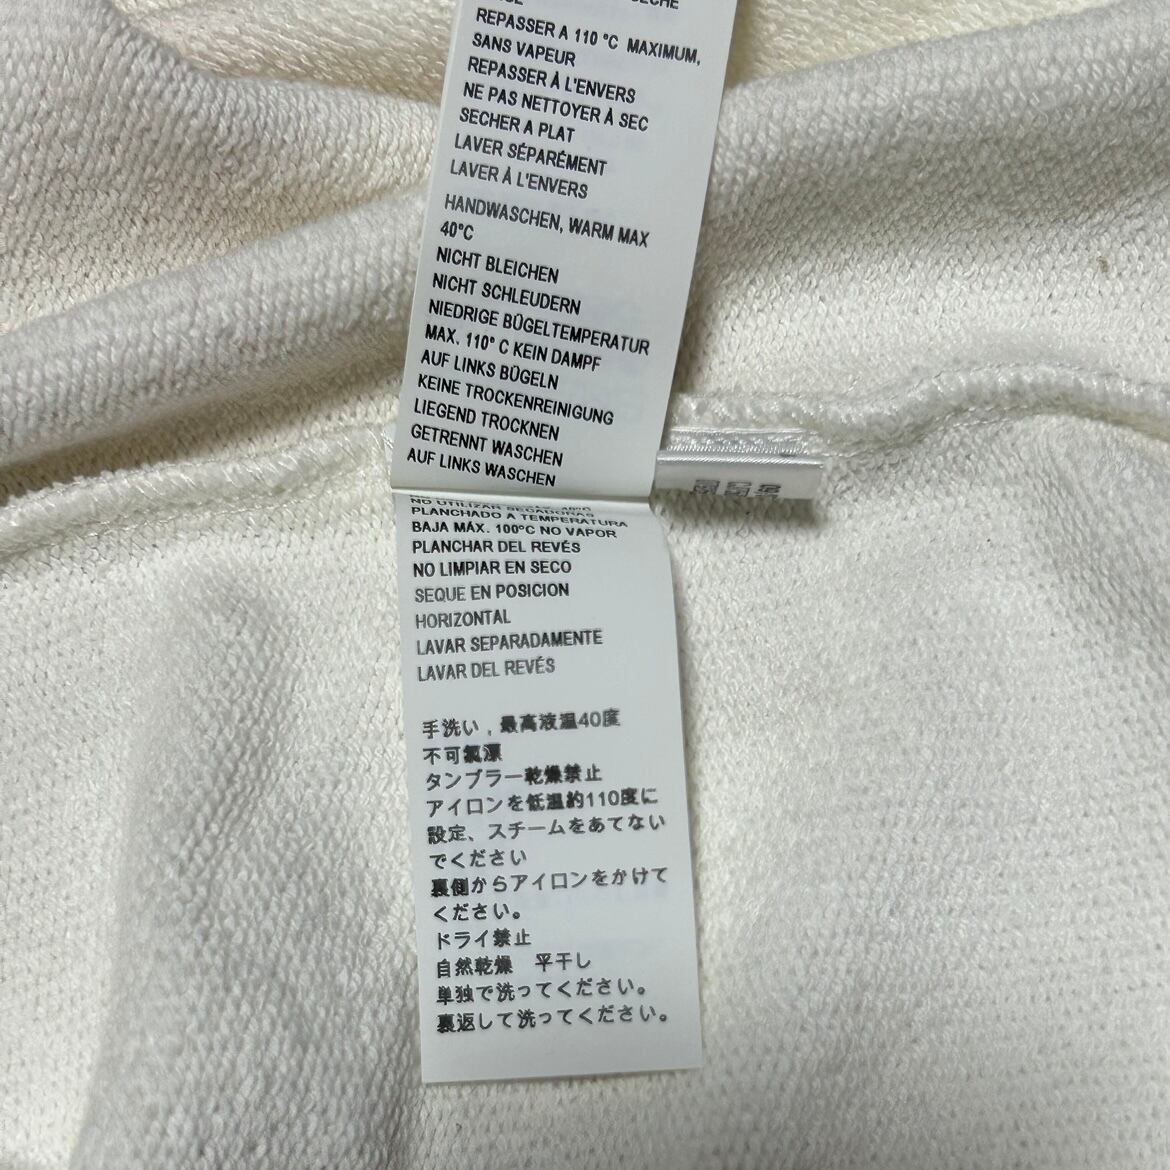 REPASSER A 110 °C MAXIMUM,
SANS VAPEUR
REPASSER À L'ENVERS
NE PAS NETTOYER À SEC
SECHER A PLAT
LAVER SÉPARÉMENT
LAVER À L'ENVERS
HANDWASCHEN, WARM MAX
40°C
NICHT BLEICHEN
NICHT SCHLEUDERN
NIEDRIGE BÜGELTEMPERATUR
MAX. 110° C KEIN DAMPF
AUF LINKS BÜGELN
KEINE TROCKENREINIGUNG
LIEGEND TROCKNEN
GETRENNT WASCHEN
AUF LINKS WASCHEN
NO UTILIZAR SECADORAS
PLANCHADO A TEMPERATURA
BAJA MÁX. 100°C NO VAPOR
PLANCHAR DEL REVÉS
NO LIMPIAR EN SECO
SEQUE EN POSICION
HORIZONTAL
LAVAR SEPARADAMENTE
LAVAR DEL REVÉS
手洗い，最高液温40度
不可氯漂
タンブラー乾燥禁止
アイロンを低温約110度に
設定、スチームをあてない
でください
裏側からアイロンをかけて
ください。
ドライ禁止
自然乾燥　平干し
単独で洗ってください。
裏返して洗ってください。